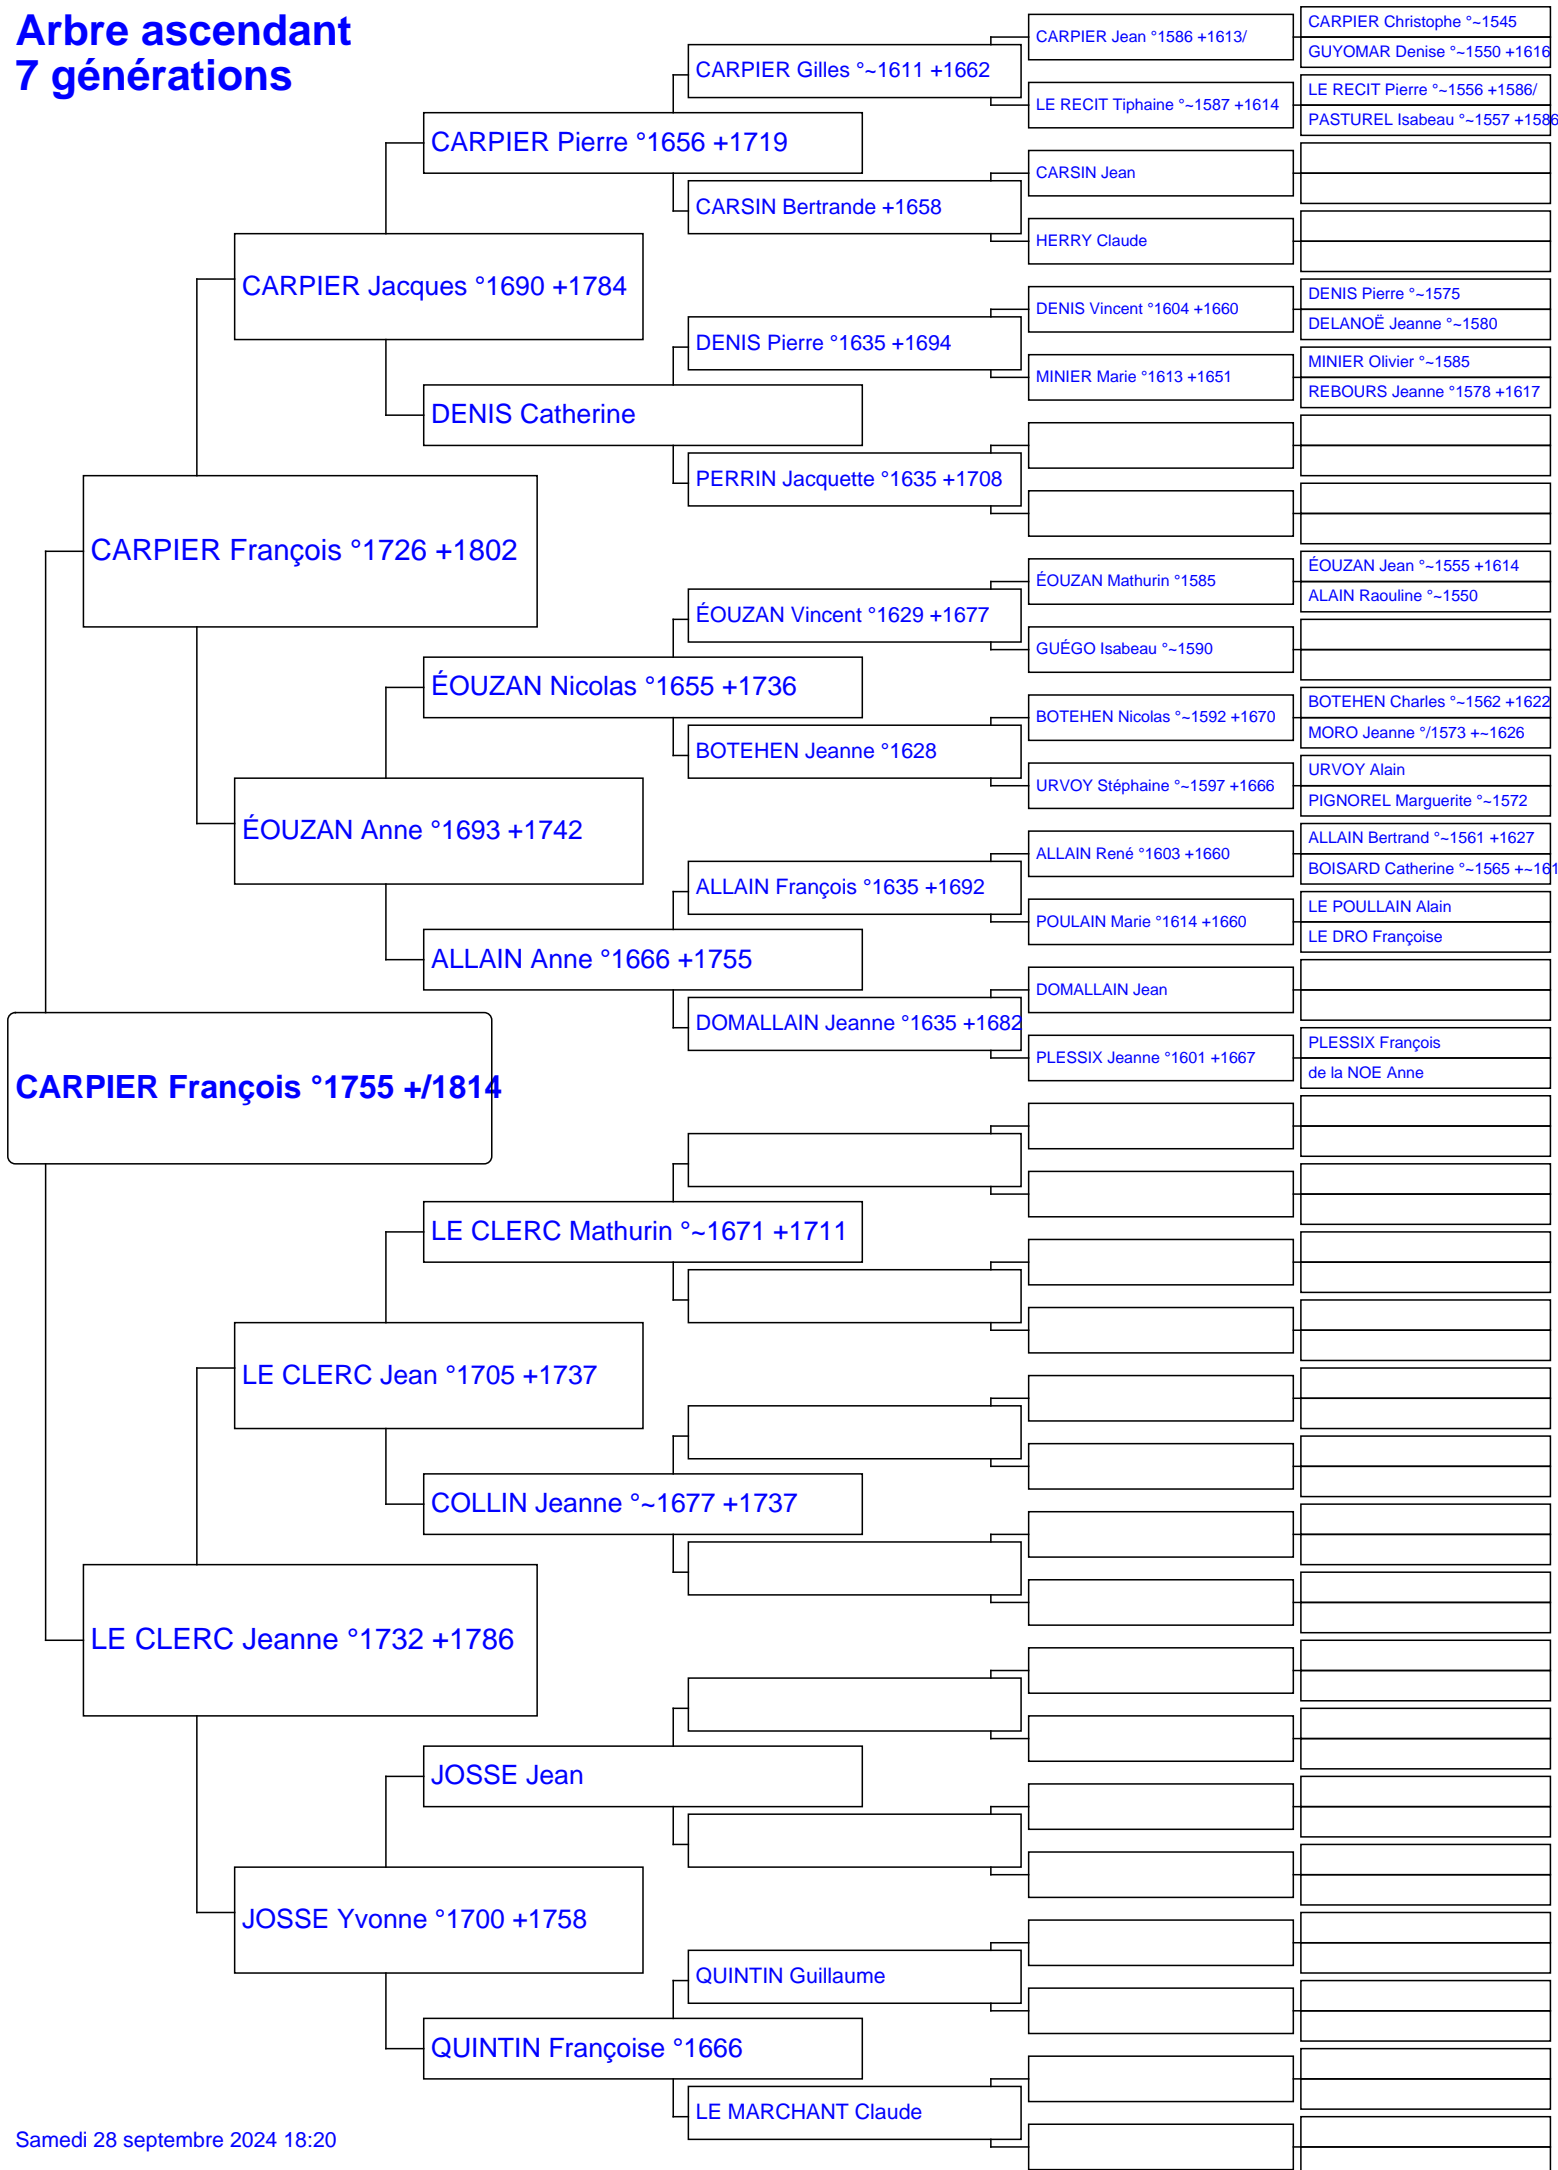 Arbre ascendant
7 générations
CARPIER François °1755 +/1814
CARPIER François °1726 +1802
LE CLERC Jeanne °1732 +1786
CARPIER Jacques °1690 +1784
ÉOUZAN Anne °1693 +1742
LE CLERC Jean °1705 +1737
JOSSE Yvonne °1700 +1758
CARPIER Pierre °1656 +1719
DENIS Catherine
ÉOUZAN Nicolas °1655 +1736
ALLAIN Anne °1666 +1755
LE CLERC Mathurin °~1671 +1711
COLLIN Jeanne °~1677 +1737
JOSSE Jean
QUINTIN Françoise °1666
CARPIER Gilles °~1611 +1662
CARSIN Bertrande +1658
DENIS Pierre °1635 +1694
PERRIN Jacquette °1635 +1708
ÉOUZAN Vincent °1629 +1677
BOTEHEN Jeanne °1628
ALLAIN François °1635 +1692
DOMALLAIN Jeanne °1635 +1682
QUINTIN Guillaume
LE MARCHANT Claude
CARPIER Jean °1586 +1613/
LE RECIT Tiphaine °~1587 +1614
CARSIN Jean
HERRY Claude
DENIS Vincent °1604 +1660
MINIER Marie °1613 +1651
ÉOUZAN Mathurin °1585
GUÉGO Isabeau °~1590
BOTEHEN Nicolas °~1592 +1670
URVOY Stéphaine °~1597 +1666
ALLAIN René °1603 +1660
POULAIN Marie °1614 +1660
DOMALLAIN Jean
PLESSIX Jeanne °1601 +1667
CARPIER Christophe °~1545
GUYOMAR Denise °~1550 +1616
LE RECIT Pierre °~1556 +1586/
PASTUREL Isabeau °~1557 +1586
DENIS Pierre °~1575
DELANOË Jeanne °~1580
MINIER Olivier °~1585
REBOURS Jeanne °1578 +1617
ÉOUZAN Jean °~1555 +1614
ALAIN Raouline °~1550
BOTEHEN Charles °~1562 +1622
MORO Jeanne °/1573 +~1626
URVOY Alain
PIGNOREL Marguerite °~1572
ALLAIN Bertrand °~1561 +1627
BOISARD Catherine °~1565 +~161
LE POULLAIN Alain
LE DRO Françoise
PLESSIX François
de la NOE Anne
Samedi 28 septembre 2024 18:20